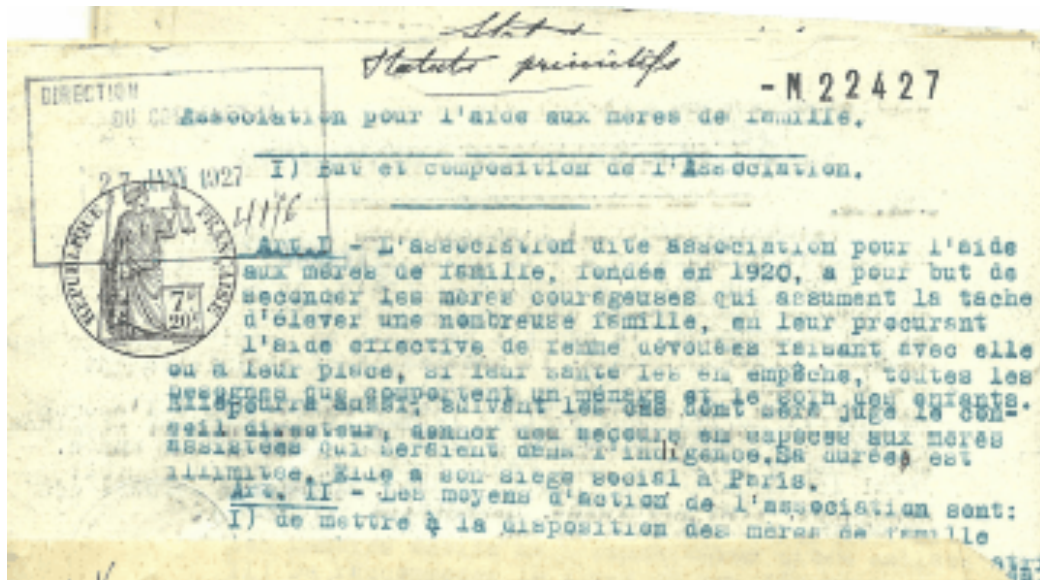 Statuts
Statuts primitifs
-N 22427
DIRECTION
DU
Association pour l'aide aux mères de famille.
I) But et composition de l'Association.
27 JANV 1927
REPUBLIQUE FRANÇAISE
7 20c
Art.I - L'association dite association pour l'aide
aux mères de famille, fondée en 1920, a pour but de
seconder les mères courageuses qui assument la tache
d'élever une nombreuse famille, en leur procurant
l'aide effective de femme dévouées faisant avec elle
ou à leur place, si leur santé les en empêche, toutes les
besognes que comportent un ménage et le soin des enfants.
Elle pourra aussi, suivant les cas dont sera juge le con-
seil directeur, donner des secours en espèces aux mères
assistées qui seraient dans l'indigence. Sa durée est
illimitée. Elle a son siège social à Paris.
Art. II - Les moyens d'action de l'association sont:
I) de mettre à la disposition des mères de famille